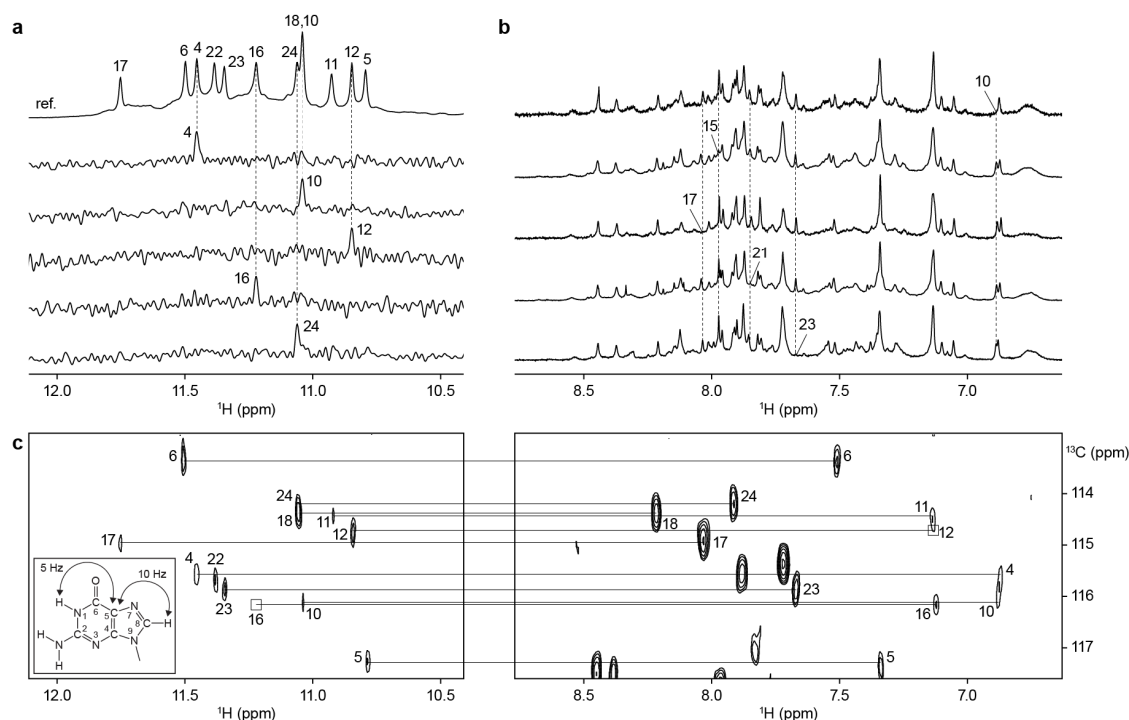 a
b
18,10
17
6
4
22
23
16
24
11
12
5
ref.
4
10
12
16
24
10
15
17
21
23
12.0 11.5 11.0 10.5
¹H (ppm)
8.5 8.0 7.5 7.0
¹H (ppm)
c
¹³C (ppm)
6
6
24
24
114
18
11
18
11
12
12
17
17
115
4
22
4
23
23
116
16
10
16
10
117
5
5
5 Hz
10 Hz
O
H
N
1
6
5
N
7
8
C
H
2
3
4
9
H
N
N
N
H
12.0 11.5 11.0 10.5
¹H (ppm)
8.5 8.0 7.5 7.0
¹H (ppm)